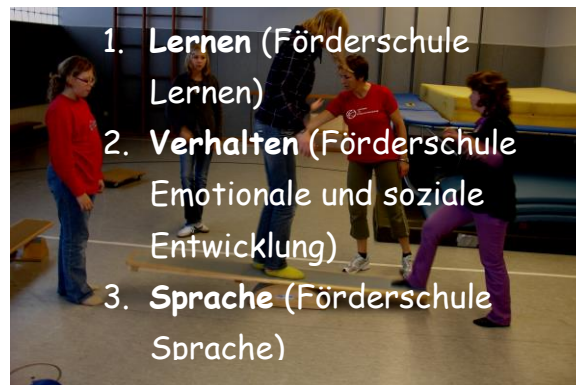 1. Lernen (Förderschule
Lernen)
2. Verhalten (Förderschule
Emotionale und soziale
Entwicklung)
3. Sprache (Förderschule
Sprache)